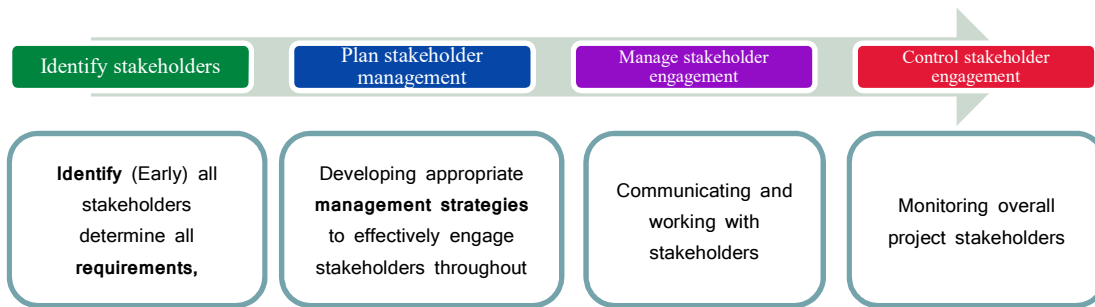 Identify stakeholders
Plan stakeholder
management
Manage stakeholder
engagement
Control stakeholder
engagement
Identify (Early) all
stakeholders
determine all
requirements,
Developing appropriate
management strategies
to effectively engage
stakeholders throughout
Communicating and
working with
stakeholders
Monitoring overall
project stakeholders